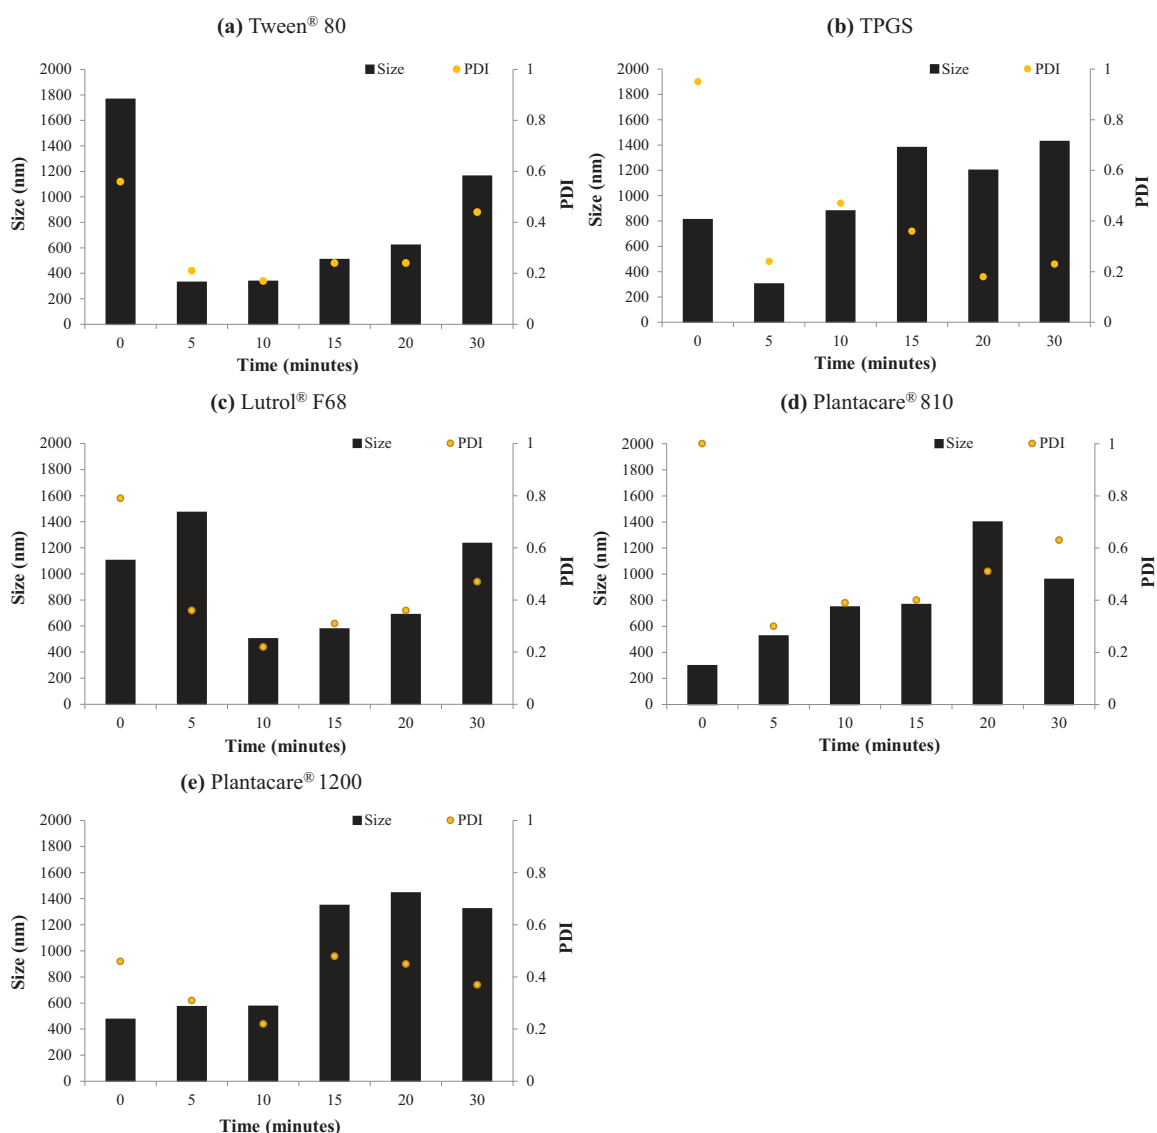 (a) Tween® 80
Size PDI
2000
1800
1600
1400
1200
1000
800
600
400
200
0
1
0.8
0.6
0.4
0.2
0
Size (nm)
PDI
0 5 10 15 20 30
Time (minutes)
(b) TPGS
Size PDI
2000
1800
1600
1400
1200
1000
800
600
400
200
0
1
0.8
0.6
0.4
0.2
0
Size (nm)
PDI
0 5 10 15 20 30
Time (minutes)
(c) Lutrol® F68
Size PDI
2000
1800
1600
1400
1200
1000
800
600
400
200
0
1
0.8
0.6
0.4
0.2
0
Size (nm)
PDI
0 5 10 15 20 30
Time (minutes)
(d) Plantacare® 810
Size PDI
2000
1800
1600
1400
1200
1000
800
600
400
200
0
1
0.8
0.6
0.4
0.2
0
Size (nm)
PDI
0 5 10 15 20 30
Time (minutes)
(e) Plantacare® 1200
Size PDI
2000
1800
1600
1400
1200
1000
800
600
400
200
0
1
0.8
0.6
0.4
0.2
0
Size (nm)
PDI
0 5 10 15 20 30
Time (minutes)